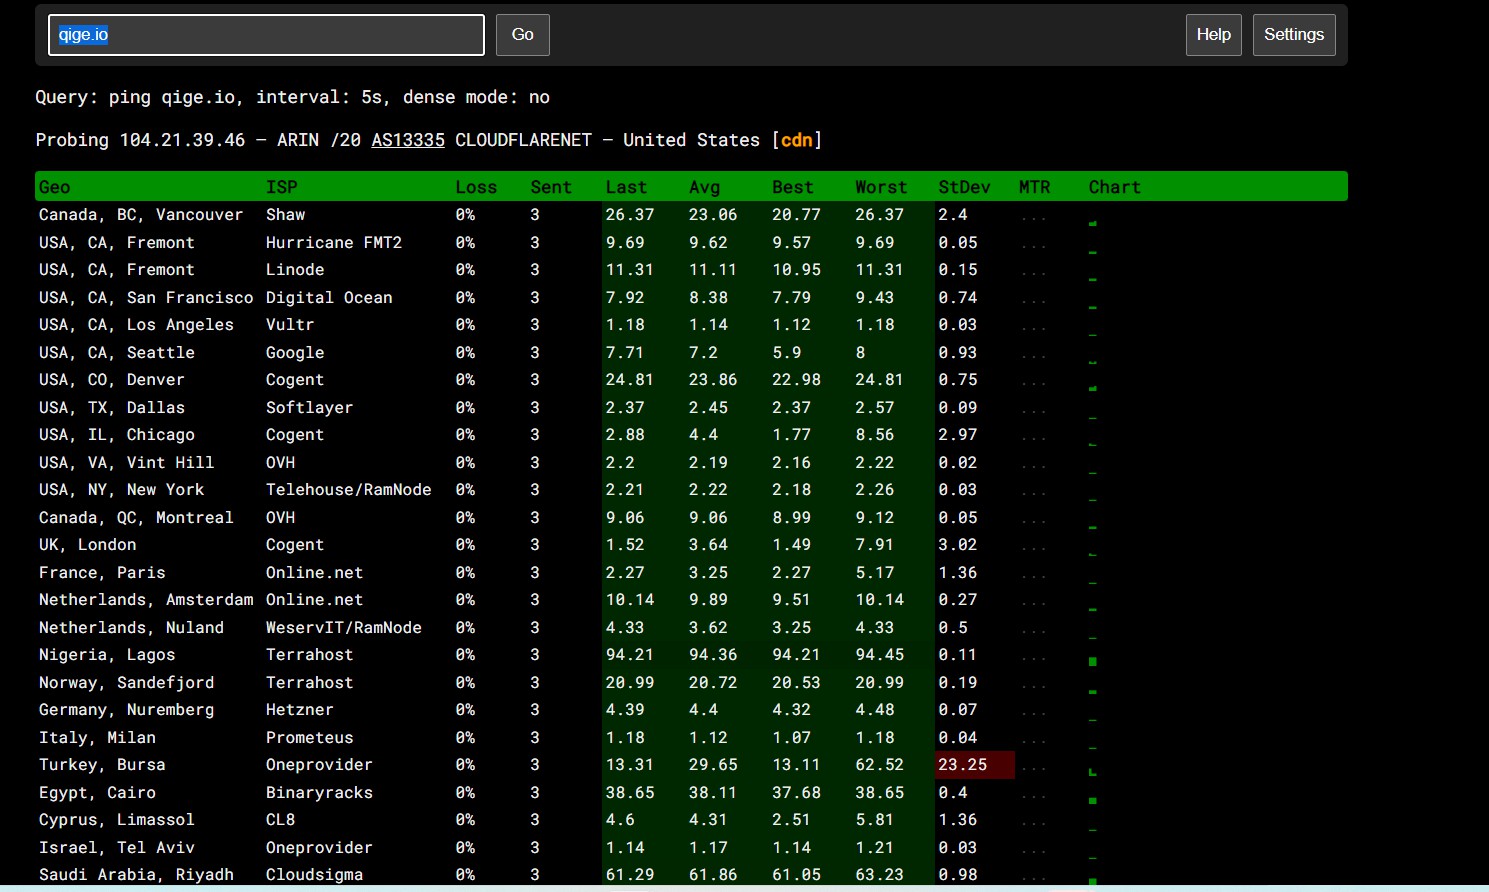 qige.io Go Help Settings
Query: ping qige.io, interval: 5s, dense mode: no
Probing 104.21.39.46 — ARIN /20 AS13335 CLOUDFLARENET — United States [cdn]
Geo ISP Loss Sent Last Avg Best Worst StDev MTR Chart
Canada, BC, Vancouver Shaw 0% 3 26.37 23.06 20.77 26.37 2.4 ...
USA, CA, Fremont Hurricane FMT2 0% 3 9.69 9.62 9.57 9.69 0.05 ...
USA, CA, Fremont Linode 0% 3 11.31 11.11 10.95 11.31 0.15 ...
USA, CA, San Francisco Digital Ocean 0% 3 7.92 8.38 7.79 9.43 0.74 ...
USA, CA, Los Angeles Vultr 0% 3 1.18 1.14 1.12 1.18 0.03 ...
USA, CA, Seattle Google 0% 3 7.71 7.2 5.9 8 0.93 ...
USA, CO, Denver Cogent 0% 3 24.81 23.86 22.98 24.81 0.75 ...
USA, TX, Dallas Softlayer 0% 3 2.37 2.45 2.37 2.57 0.09 ...
USA, IL, Chicago Cogent 0% 3 2.88 4.4 1.77 8.56 2.97 ...
USA, VA, Vint Hill OVH 0% 3 2.2 2.19 2.16 2.22 0.02 ...
USA, NY, New York Telehouse/RamNode 0% 3 2.21 2.22 2.18 2.26 0.03 ...
Canada, QC, Montreal OVH 0% 3 9.06 9.06 8.99 9.12 0.05 ...
UK, London Cogent 0% 3 1.52 3.64 1.49 7.91 3.02 ...
France, Paris Online.net 0% 3 2.27 3.25 2.27 5.17 1.36 ...
Netherlands, Amsterdam Online.net 0% 3 10.14 9.89 9.51 10.14 0.27 ...
Netherlands, Nuland WeservIT/RamNode 0% 3 4.33 3.62 3.25 4.33 0.5 ...
Nigeria, Lagos Terrahost 0% 3 94.21 94.36 94.21 94.45 0.11 ...
Norway, Sandefjord Terrahost 0% 3 20.99 20.72 20.53 20.99 0.19 ...
Germany, Nuremberg Hetzner 0% 3 4.39 4.4 4.32 4.48 0.07 ...
Italy, Milan Prometeus 0% 3 1.18 1.12 1.07 1.18 0.04 ...
Turkey, Bursa Oneprovider 0% 3 13.31 29.65 13.11 62.52 23.25 ...
Egypt, Cairo Binaryracks 0% 3 38.65 38.11 37.68 38.65 0.4 ...
Cyprus, Limassol CL8 0% 3 4.6 4.31 2.51 5.81 1.36 ...
Israel, Tel Aviv Oneprovider 0% 3 1.14 1.17 1.14 1.21 0.03 ...
Saudi Arabia, Riyadh Cloudsigma 0% 3 61.29 61.86 61.05 63.23 0.98 ...